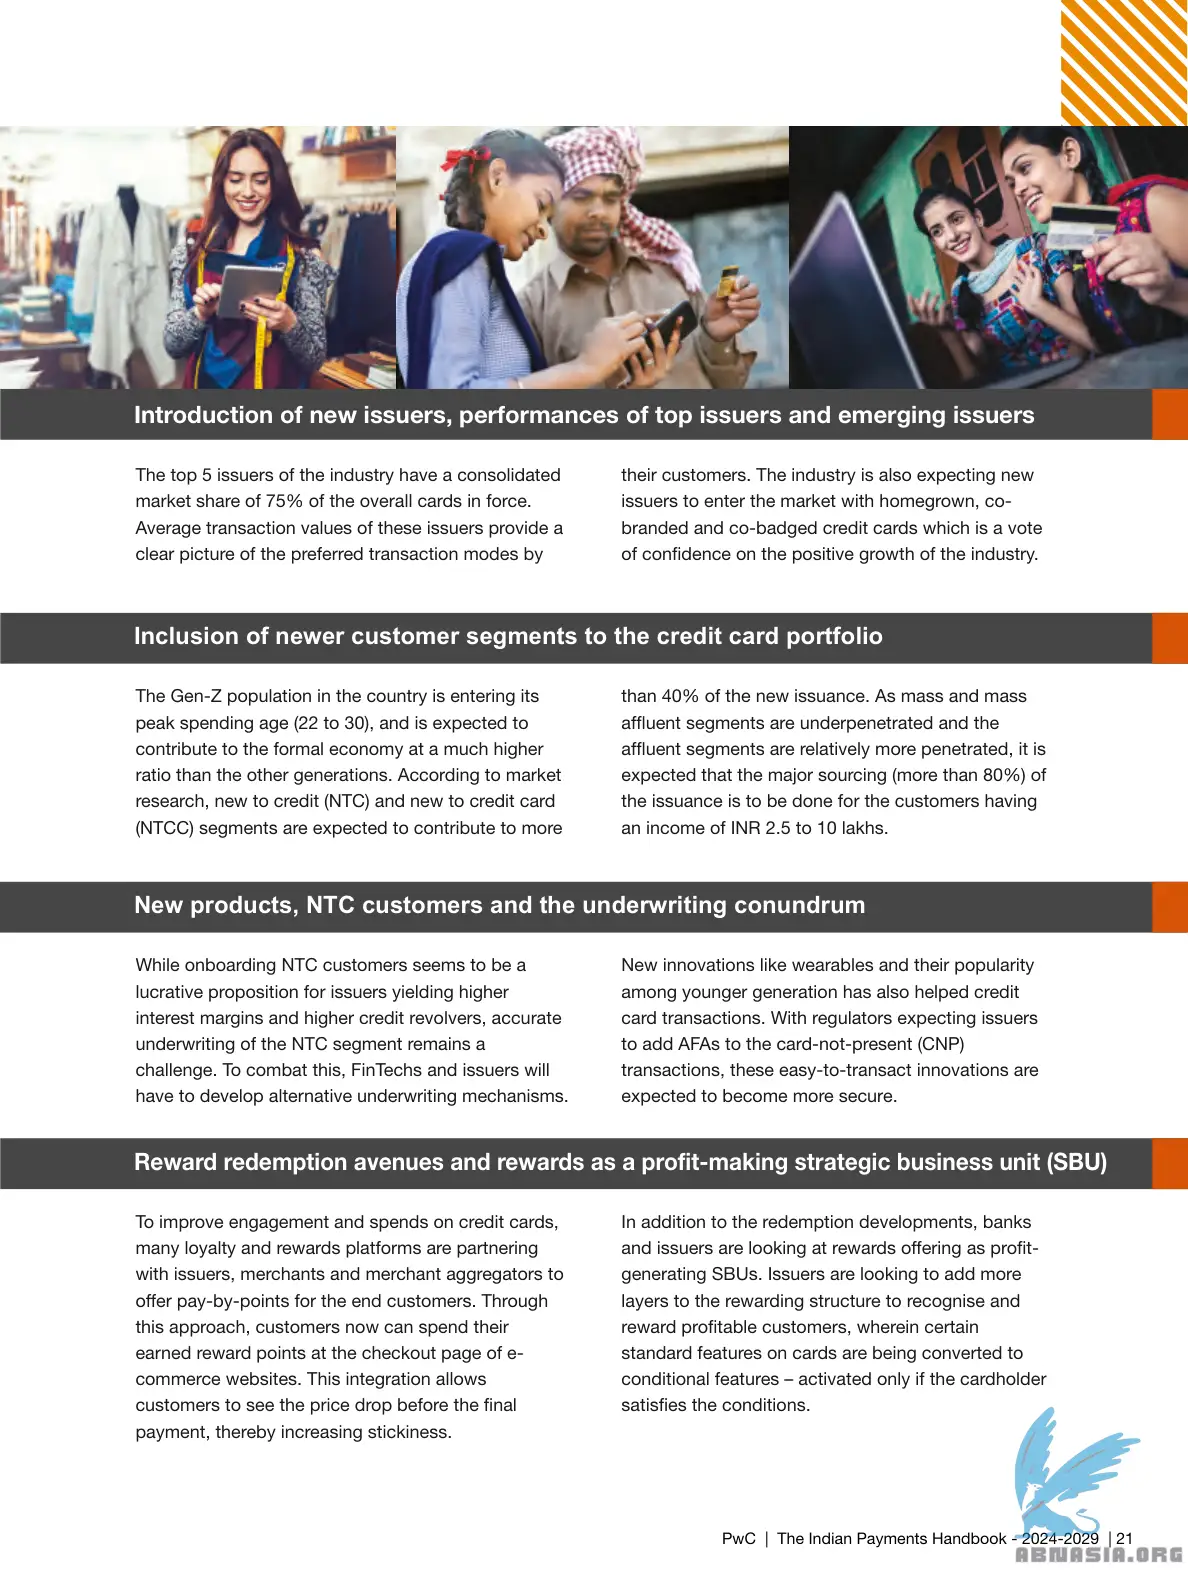 Introduction of new issuers, performances of top issuers and emerging issuers
The top 5 issuers of the industry have a consolidated
market share of 75% of the overall cards in force.
Average transaction values of these issuers provide a
clear picture of the preferred transaction modes by
their customers. The industry is also expecting new
issuers to enter the market with homegrown, co-
branded and co-badged credit cards which is a vote
of confidence on the positive growth of the industry.
Inclusion of newer customer segments to the credit card portfolio
The Gen-Z population in the country is entering its
peak spending age (22 to 30), and is expected to
contribute to the formal economy at a much higher
ratio than the other generations. According to market
research, new to credit (NTC) and new to credit card
(NTCC) segments are expected to contribute to more
than 40% of the new issuance. As mass and mass
affluent segments are underpenetrated and the
affluent segments are relatively more penetrated, it is
expected that the major sourcing (more than 80%) of
the issuance is to be done for the customers having
an income of INR 2.5 to 10 lakhs.
New products, NTC customers and the underwriting conundrum
While onboarding NTC customers seems to be a
lucrative proposition for issuers yielding higher
interest margins and higher credit revolvers, accurate
underwriting of the NTC segment remains a
challenge. To combat this, FinTechs and issuers will
have to develop alternative underwriting mechanisms.
New innovations like wearables and their popularity
among younger generation has also helped credit
card transactions. With regulators expecting issuers
to add AFAs to the card-not-present (CNP)
transactions, these easy-to-transact innovations are
expected to become more secure.
Reward redemption avenues and rewards as a profit-making strategic business unit (SBU)
To improve engagement and spends on credit cards,
many loyalty and rewards platforms are partnering
with issuers, merchants and merchant aggregators to
offer pay-by-points for the end customers. Through
this approach, customers now can spend their
earned reward points at the checkout page of e-
commerce websites. This integration allows
customers to see the price drop before the final
payment, thereby increasing stickiness.
In addition to the redemption developments, banks
and issuers are looking at rewards offering as profit-
generating SBUs. Issuers are looking to add more
layers to the rewarding structure to recognise and
reward profitable customers, wherein certain
standard features on cards are being converted to
conditional features – activated only if the cardholder
satisfies the conditions.
PwC | The Indian Payments Handbook - 2024-2029 | 21
ABMASIA.ORG